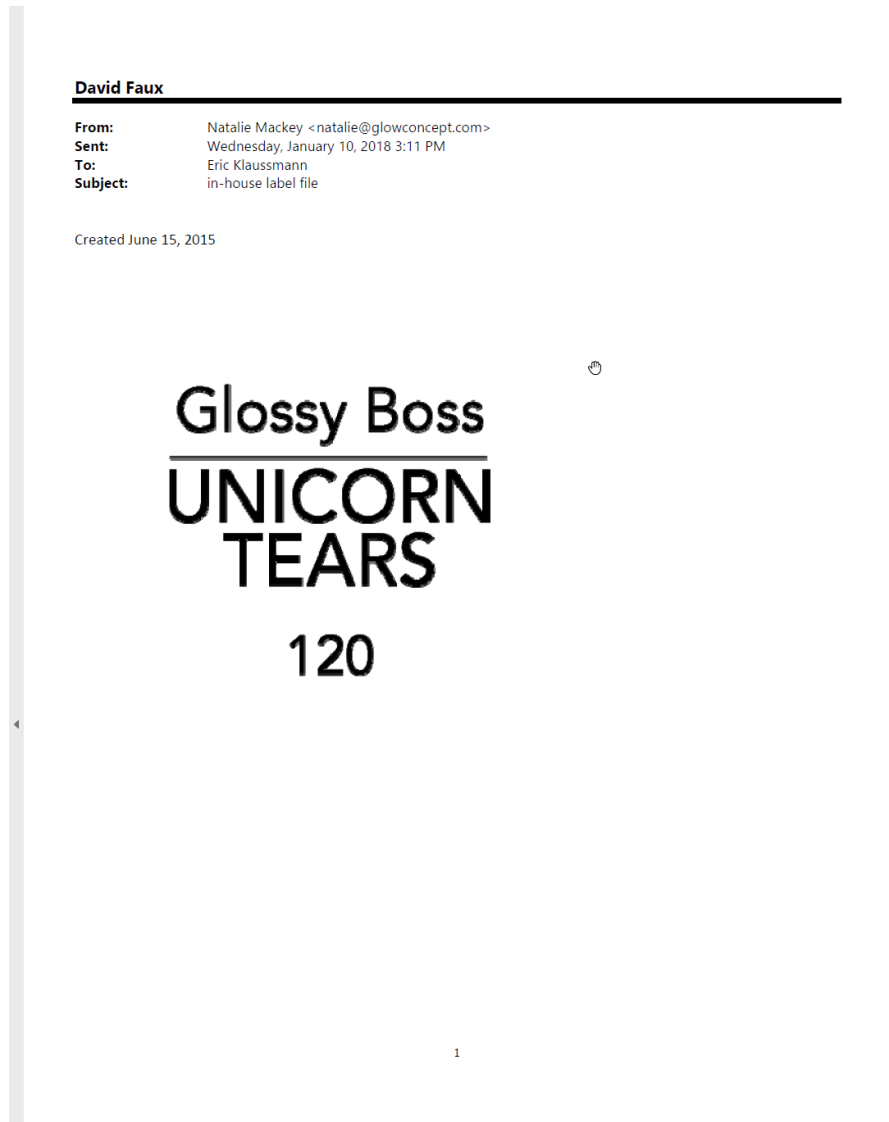 David Faux
From: Natalie Mackey <natalie@glowconcept.com>
Sent: Wednesday, January 10, 2018 3:11 PM
To: Eric Klaussmann
Subject: in-house label file
Created June 15, 2015
Glossy Boss
UNICORN
TEARS
120
1